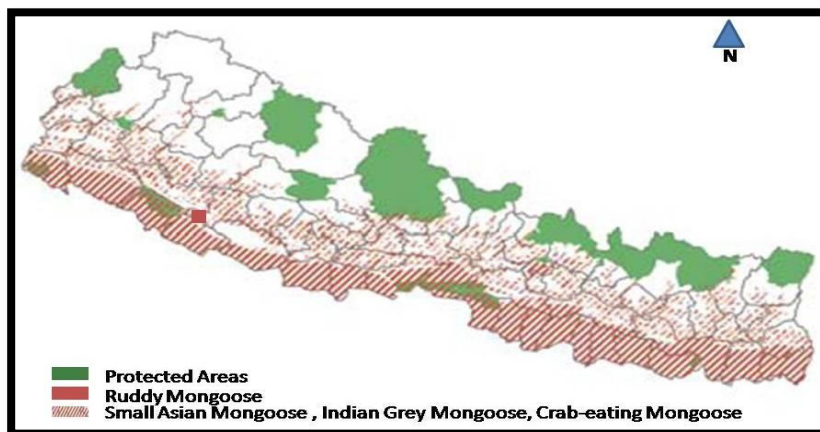 N
Protected Areas
Ruddy Mongoose
Small Asian Mongoose , Indian Grey Mongoose, Crab-eating Mongoose